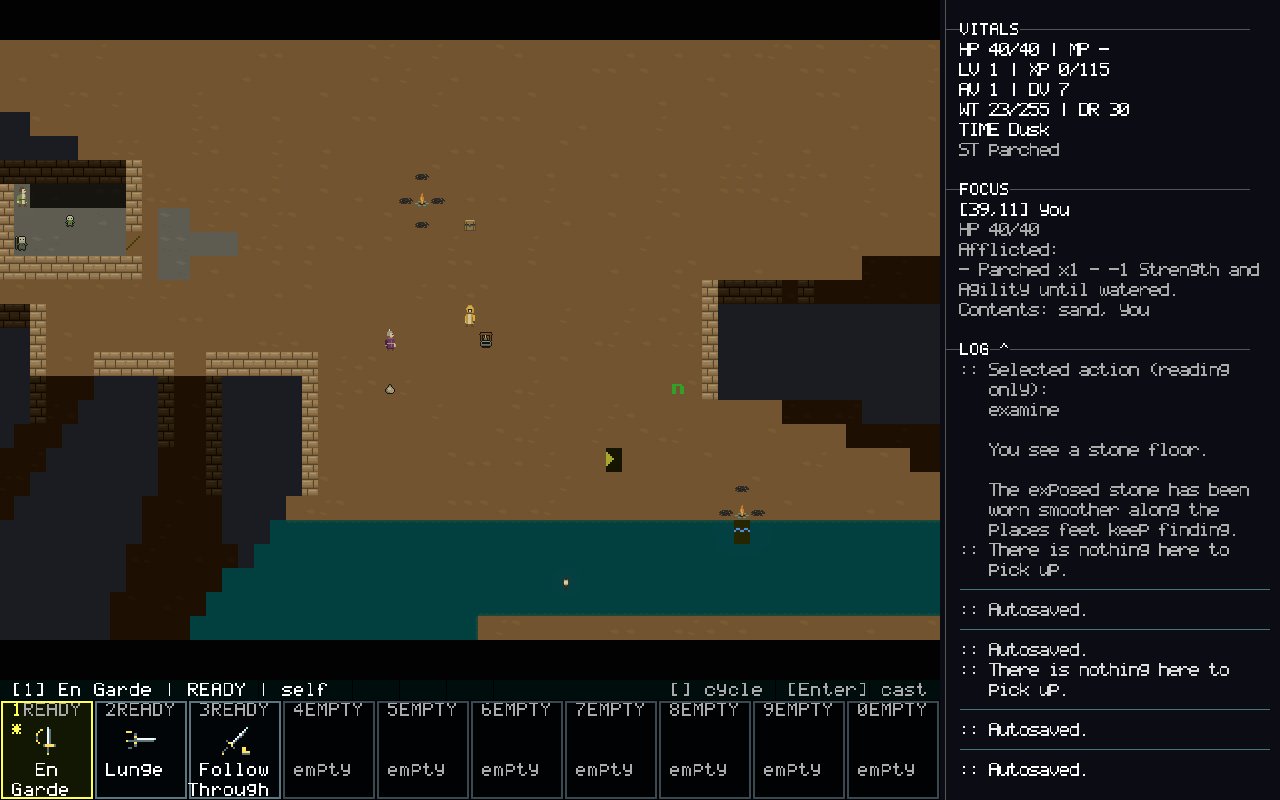 VITALS
HP 40/40 | MP -
LV 1 | XP 0/115
AV 1 | DV 7
WT 23/255 | DR 30
TIME Dusk
ST Parched
FOCUS
[39,11] You
HP 40/40
Afflicted:
- Parched x1 - -1 Strength and
Agility until watered.
Contents: sand, you
LOG ^
:: Selected action (reading
only):
examine
You see a stone floor.
The exposed stone has been
worn smoother along the
places feet keep finding.
:: There is nothing here to
pick up.
:: Autosaved.
:: Autosaved.
:: There is nothing here to
pick up.
:: Autosaved.
:: Autosaved.
n
[1] En Garde | READY | self [] cycle [Enter] cast
1READY 2READY 3READY 4EMPTY 5EMPTY 6EMPTY 7EMPTY 8EMPTY 9EMPTY 0EMPTY
*
En Lunge Follow empty empty empty empty empty empty empty
Garde Through